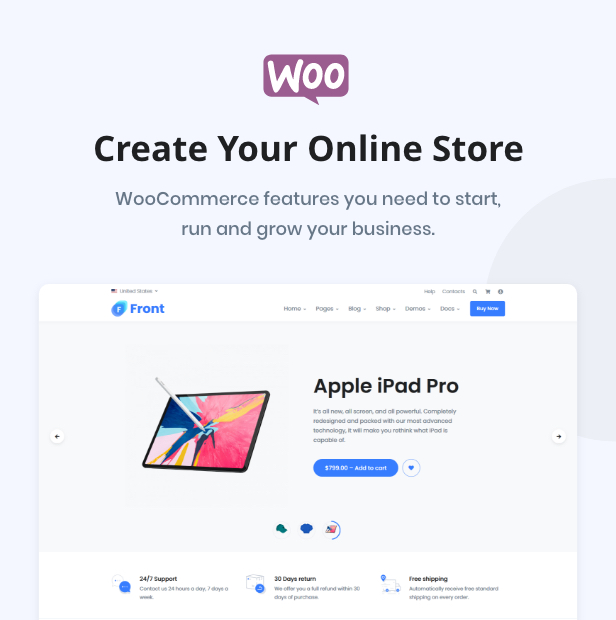 Woo
Create Your Online Store
WooCommerce features you need to start,
run and grow your business.
United States
Help Contacts
F Front
Home Pages Blog Shop Demos Docs Buy Now
Apple iPad Pro
It's all new, all screen, and all powerful. Completely
redesigned and packed with our most advanced
technology, it will make you rethink what iPad is
capable of.
$799.00 – Add to cart
24/7 Support
Contact us 24 hours a day, 7 days a
week.
30 Days return
We offer you a full refund within 30
days of purchase.
Free shipping
Automatically receive free standard
shipping on every order.